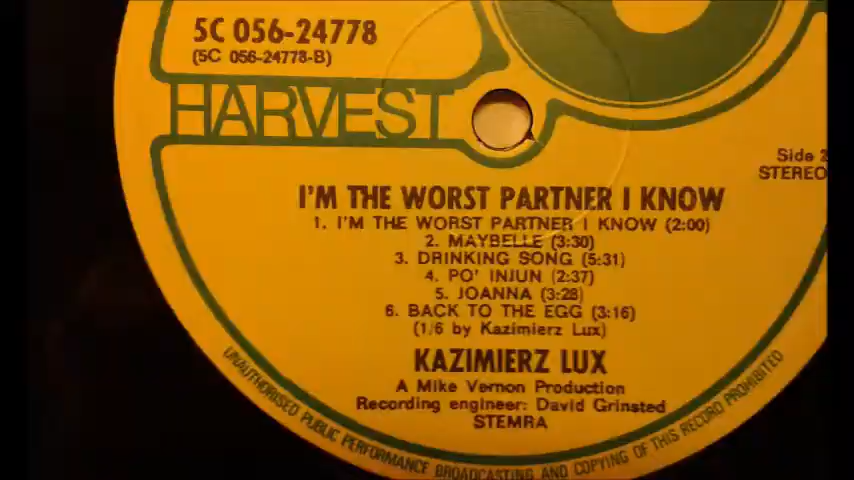 5C 056-24778
(5C 056-24778-B)
HARVEST
Side 2
STEREO
I'M THE WORST PARTNER I KNOW
1. I'M THE WORST PARTNER I KNOW (2:00)
2. MAYBELLE (3:30)
3. DRINKING SONG (5:31)
4. PO' INJUN (2:37)
5. JOANNA (3:28)
6. BACK TO THE EGG (3:16)
(1/6 by Kazimierz Lux)
KAZIMIERZ LUX
A Mike Vernon Production
Recording engineer: David Grinsted
STEMRA
UNAUTHORISED PUBLIC PERFORMANCE BROADCASTING AND COPYING OF THIS RECORD PROHIBITED